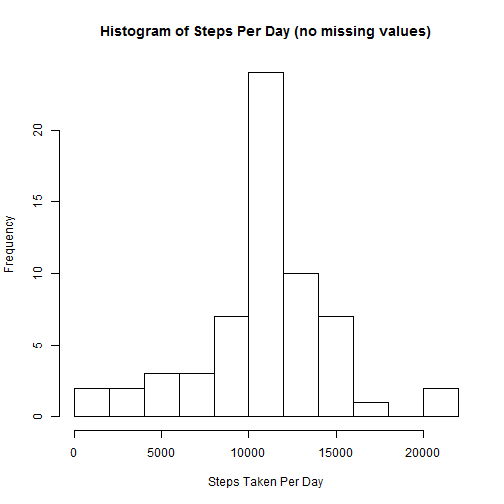 Histogram of Steps Per Day (no missing values)
Frequency
20
15
10
5
0
0 5000 10000 15000 20000
Steps Taken Per Day